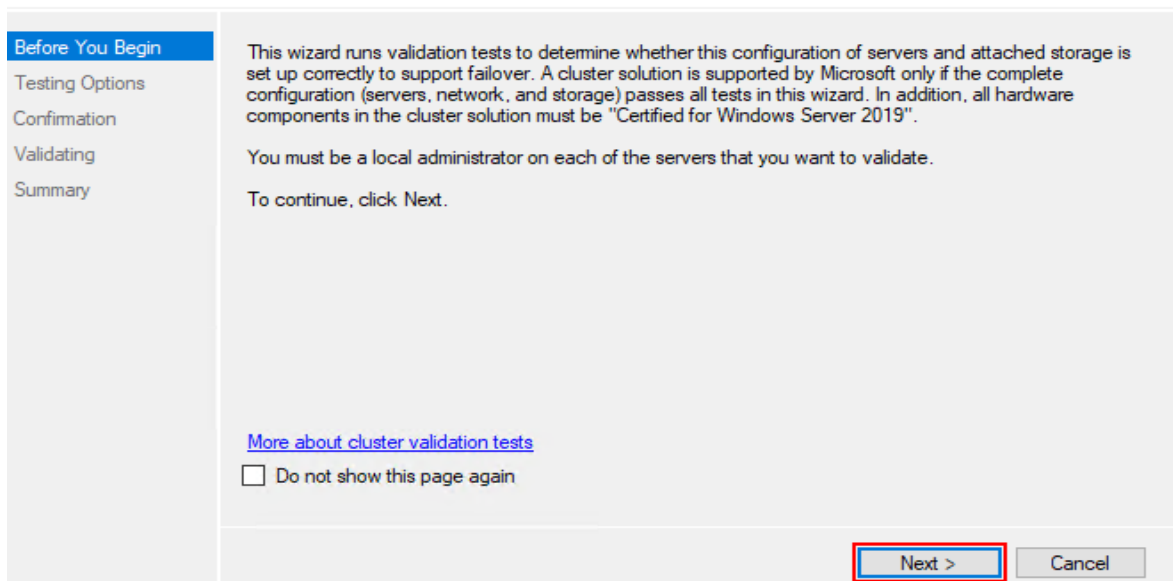 Before You Begin
Testing Options
Confirmation
Validating
Summary
This wizard runs validation tests to determine whether this configuration of servers and attached storage is
set up correctly to support failover. A cluster solution is supported by Microsoft only if the complete
configuration (servers, network, and storage) passes all tests in this wizard. In addition, all hardware
components in the cluster solution must be "Certified for Windows Server 2019".
You must be a local administrator on each of the servers that you want to validate.
To continue, click Next.
More about cluster validation tests
Do not show this page again
Next >
Cancel